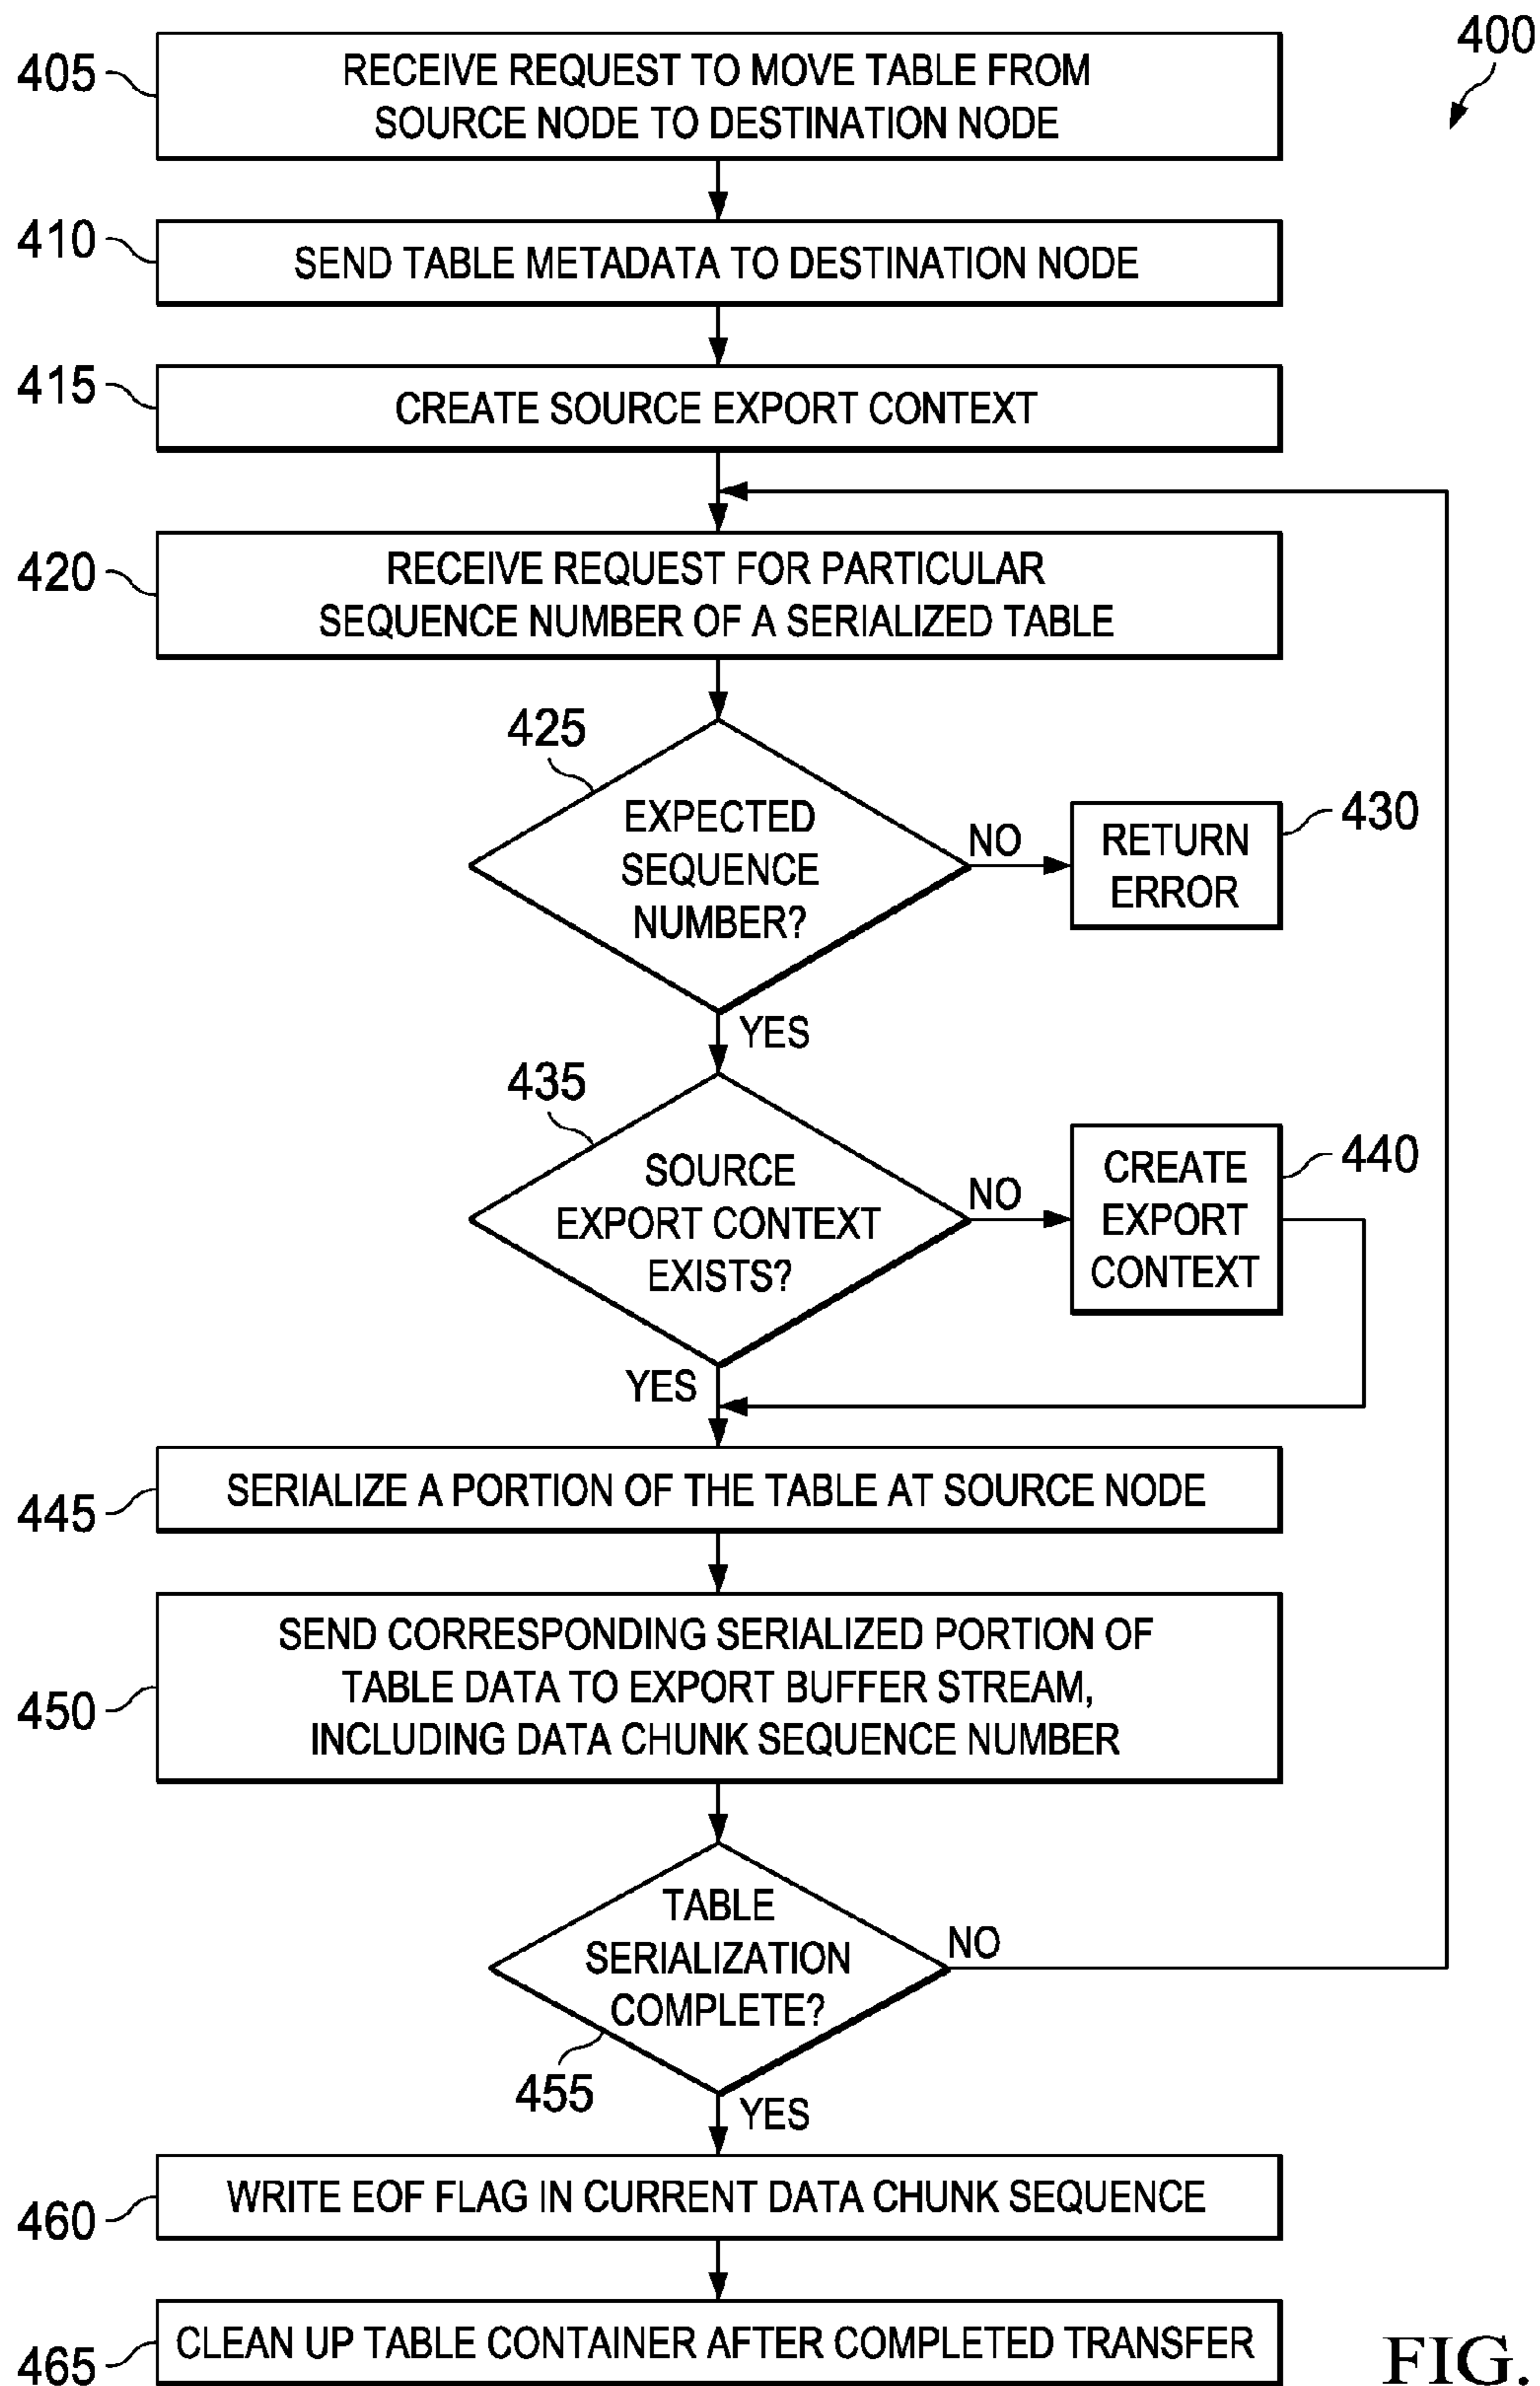 400
405
RECEIVE REQUEST TO MOVE TABLE FROM
SOURCE NODE TO DESTINATION NODE
410
SEND TABLE METADATA TO DESTINATION NODE
415
CREATE SOURCE EXPORT CONTEXT
420
RECEIVE REQUEST FOR PARTICULAR
SEQUENCE NUMBER OF A SERIALIZED TABLE
425
EXPECTED
SEQUENCE
NUMBER?
NO
RETURN
ERROR
430
YES
435
SOURCE
EXPORT CONTEXT
EXISTS?
NO
CREATE
EXPORT
CONTEXT
440
YES
445
SERIALIZE A PORTION OF THE TABLE AT SOURCE NODE
450
SEND CORRESPONDING SERIALIZED PORTION OF
TABLE DATA TO EXPORT BUFFER STREAM,
INCLUDING DATA CHUNK SEQUENCE NUMBER
TABLE
SERIALIZATION
COMPLETE?
NO
455
YES
460
WRITE EOF FLAG IN CURRENT DATA CHUNK SEQUENCE
465
CLEAN UP TABLE CONTAINER AFTER COMPLETED TRANSFER
FIG.